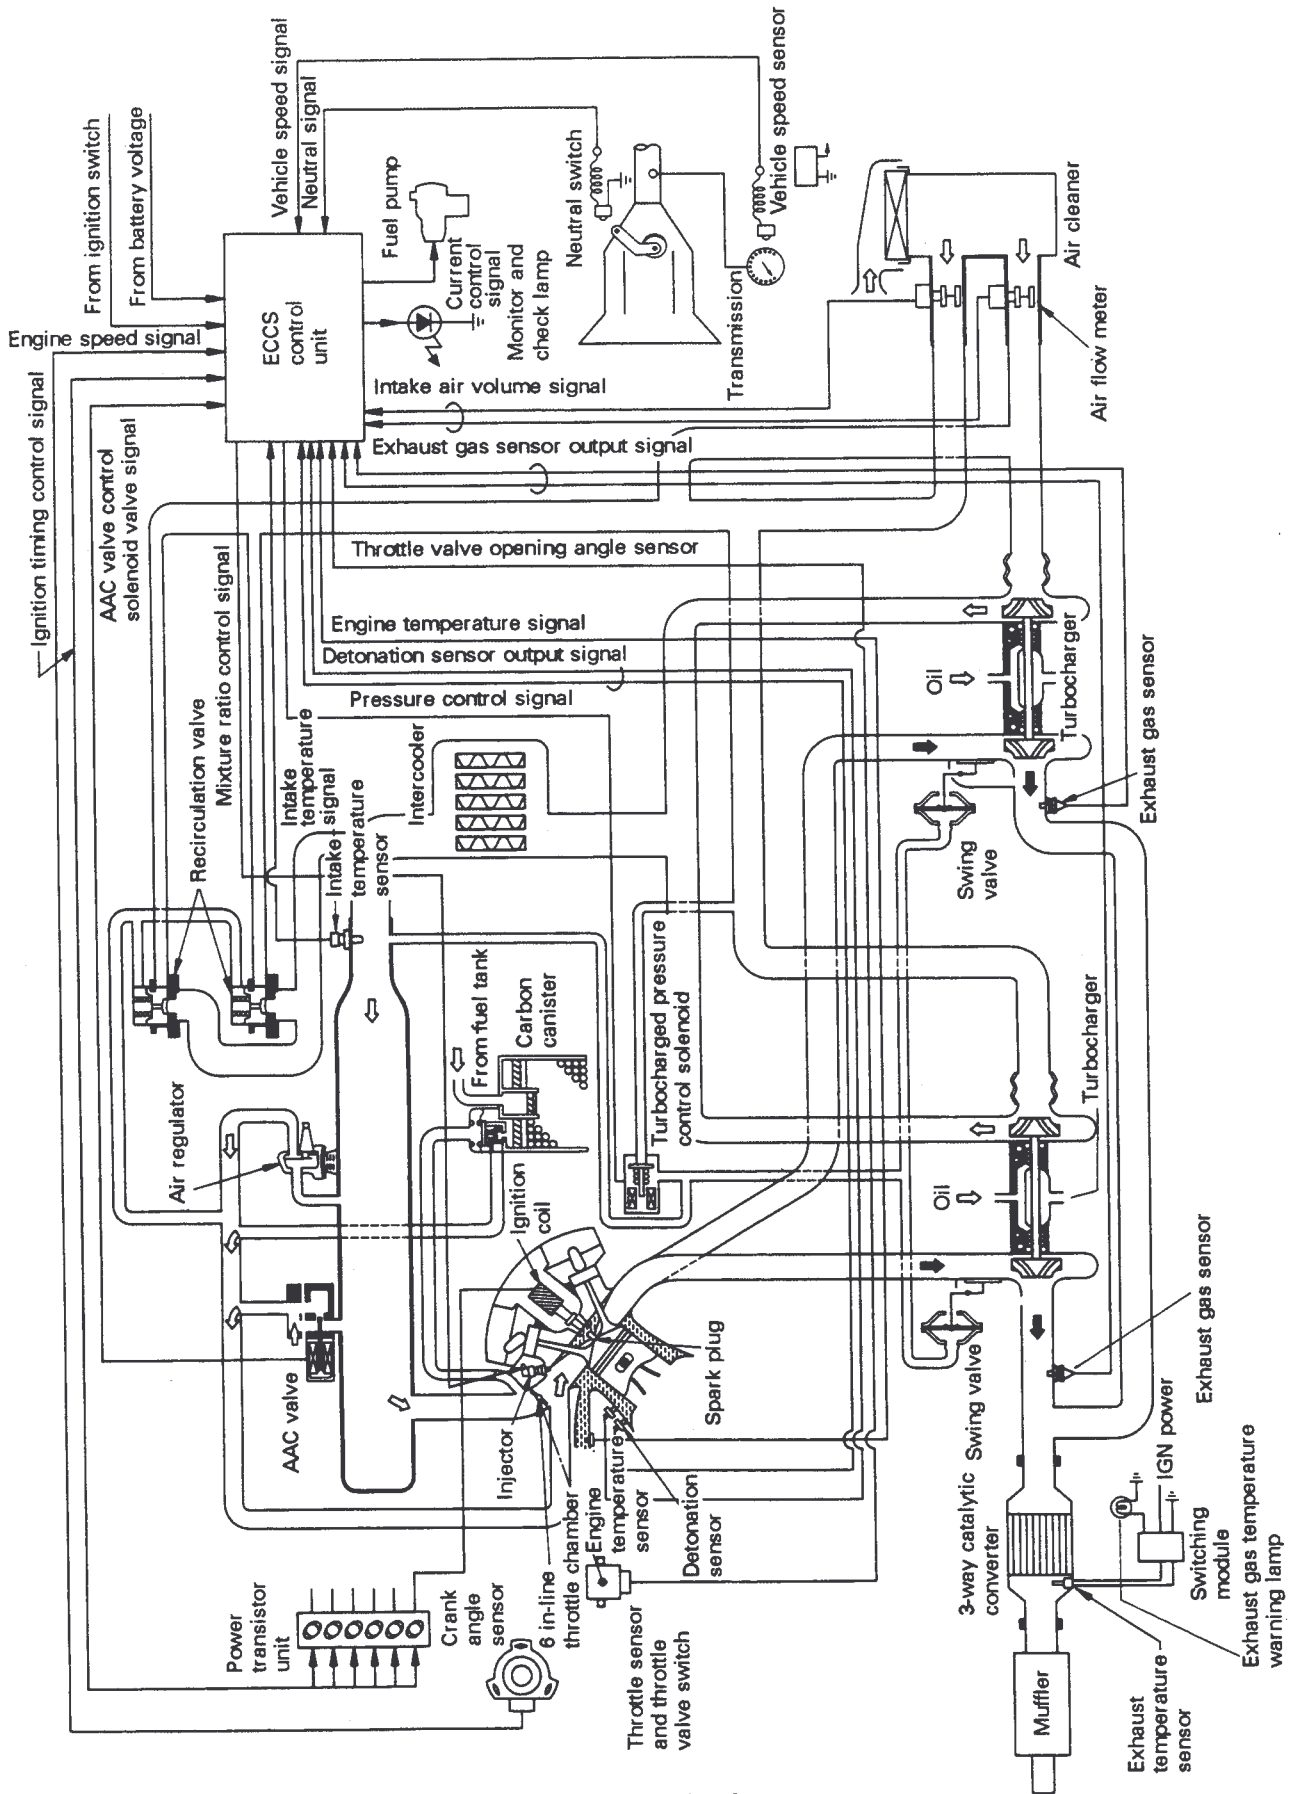 From ignition switch
From battery voltage
Engine speed signal
Ignition timing control signal
AAC valve control
solenoid valve signal
Mixture ratio control signal
Vehicle speed signal
Neutral signal
ECCS
control
unit
Fuel pump
Current
control
signal
Monitor and
check lamp
Neutral switch
Vehicle speed sensor
Transmission
Air cleaner
Air flow meter
Intake air volume signal
Exhaust gas sensor output signal
Throttle valve opening angle sensor
Engine temperature signal
Detonation sensor output signal
Pressure control signal
Recirculation valve
Intake
temperature
signal
Intake
temperature
sensor
Intercooler
Oil
Turbocharger
Exhaust gas sensor
Swing
valve
Air regulator
From fuel tank
Carbon
canister
Turbocharged pressure
control solenoid
Turbocharger
Oil
Ignition
coil
AAC valve
Injector
Spark plug
Swing valve
Exhaust gas sensor
Power
transistor
unit
Crank
angle
sensor
6 in-line
throttle chamber
Engine
temperature
sensor
Detonation
sensor
Throttle sensor
and throttle
valve switch
3-way catalytic
converter
IGN power
Switching
module
Exhaust gas temperature
warning lamp
Muffler
Exhaust
temperature
sensor